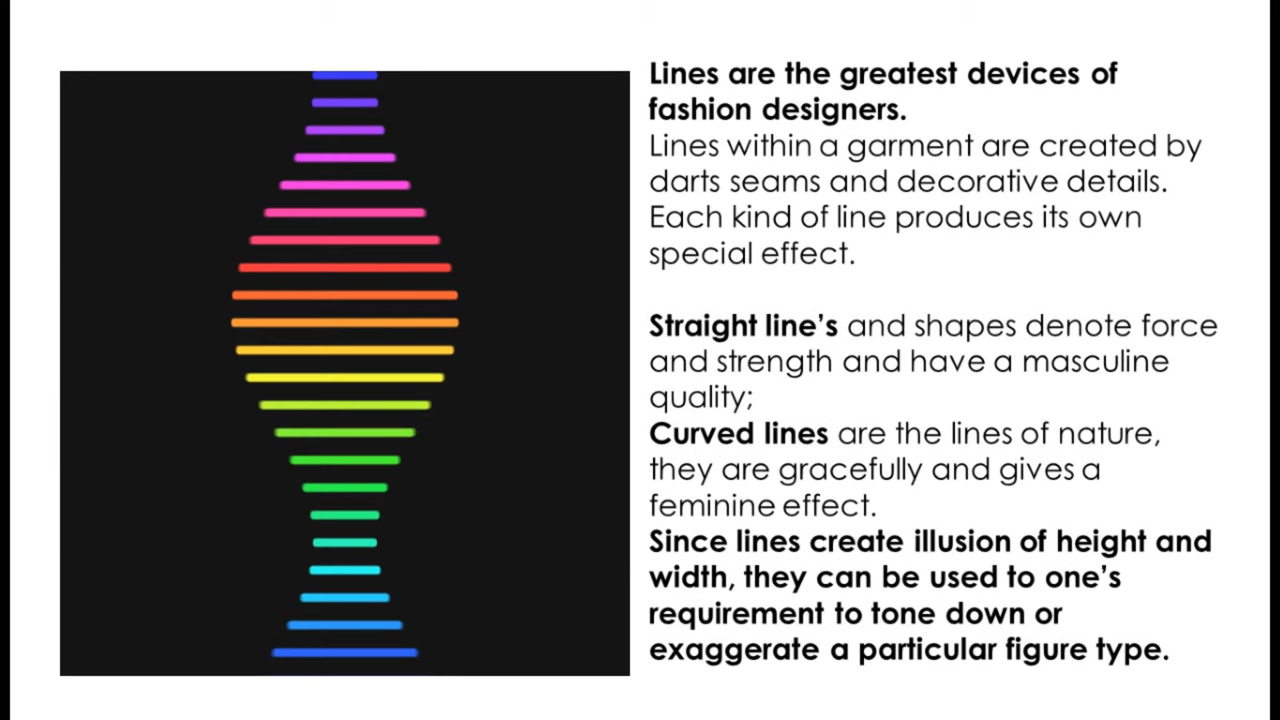 Lines are the greatest devices of
fashion designers.
Lines within a garment are created by
darts seams and decorative details.
Each kind of line produces its own
special effect.
Straight line’s and shapes denote force
and strength and have a masculine
quality;
Curved lines are the lines of nature,
they are gracefully and gives a
feminine effect.
Since lines create illusion of height and
width, they can be used to one’s
requirement to tone down or
exaggerate a particular figure type.